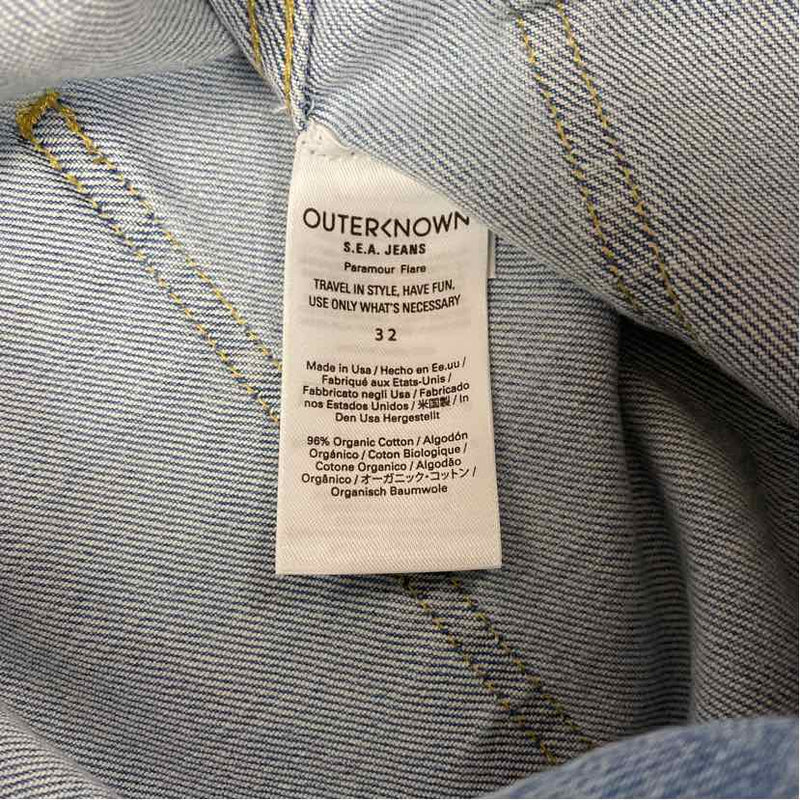 OUTERKNOWN
S.E.A. JEANS
Paramour Flare
TRAVEL IN STYLE, HAVE FUN,
USE ONLY WHAT'S NECESSARY
32
Made in Usa / Hecho en Ee.uu /
Fabriqué aux Etats-Unis /
Fabbricato negli Usa / Fabricado
nos Estados Unidos / 米国製 / In
Den Usa Hergestellt
96% Organic Cotton / Algodón
Orgánico / Coton Biologique /
Cotone Organico / Algodão
Orgânico / オーガニック・コットン /
Organisch Baumwole